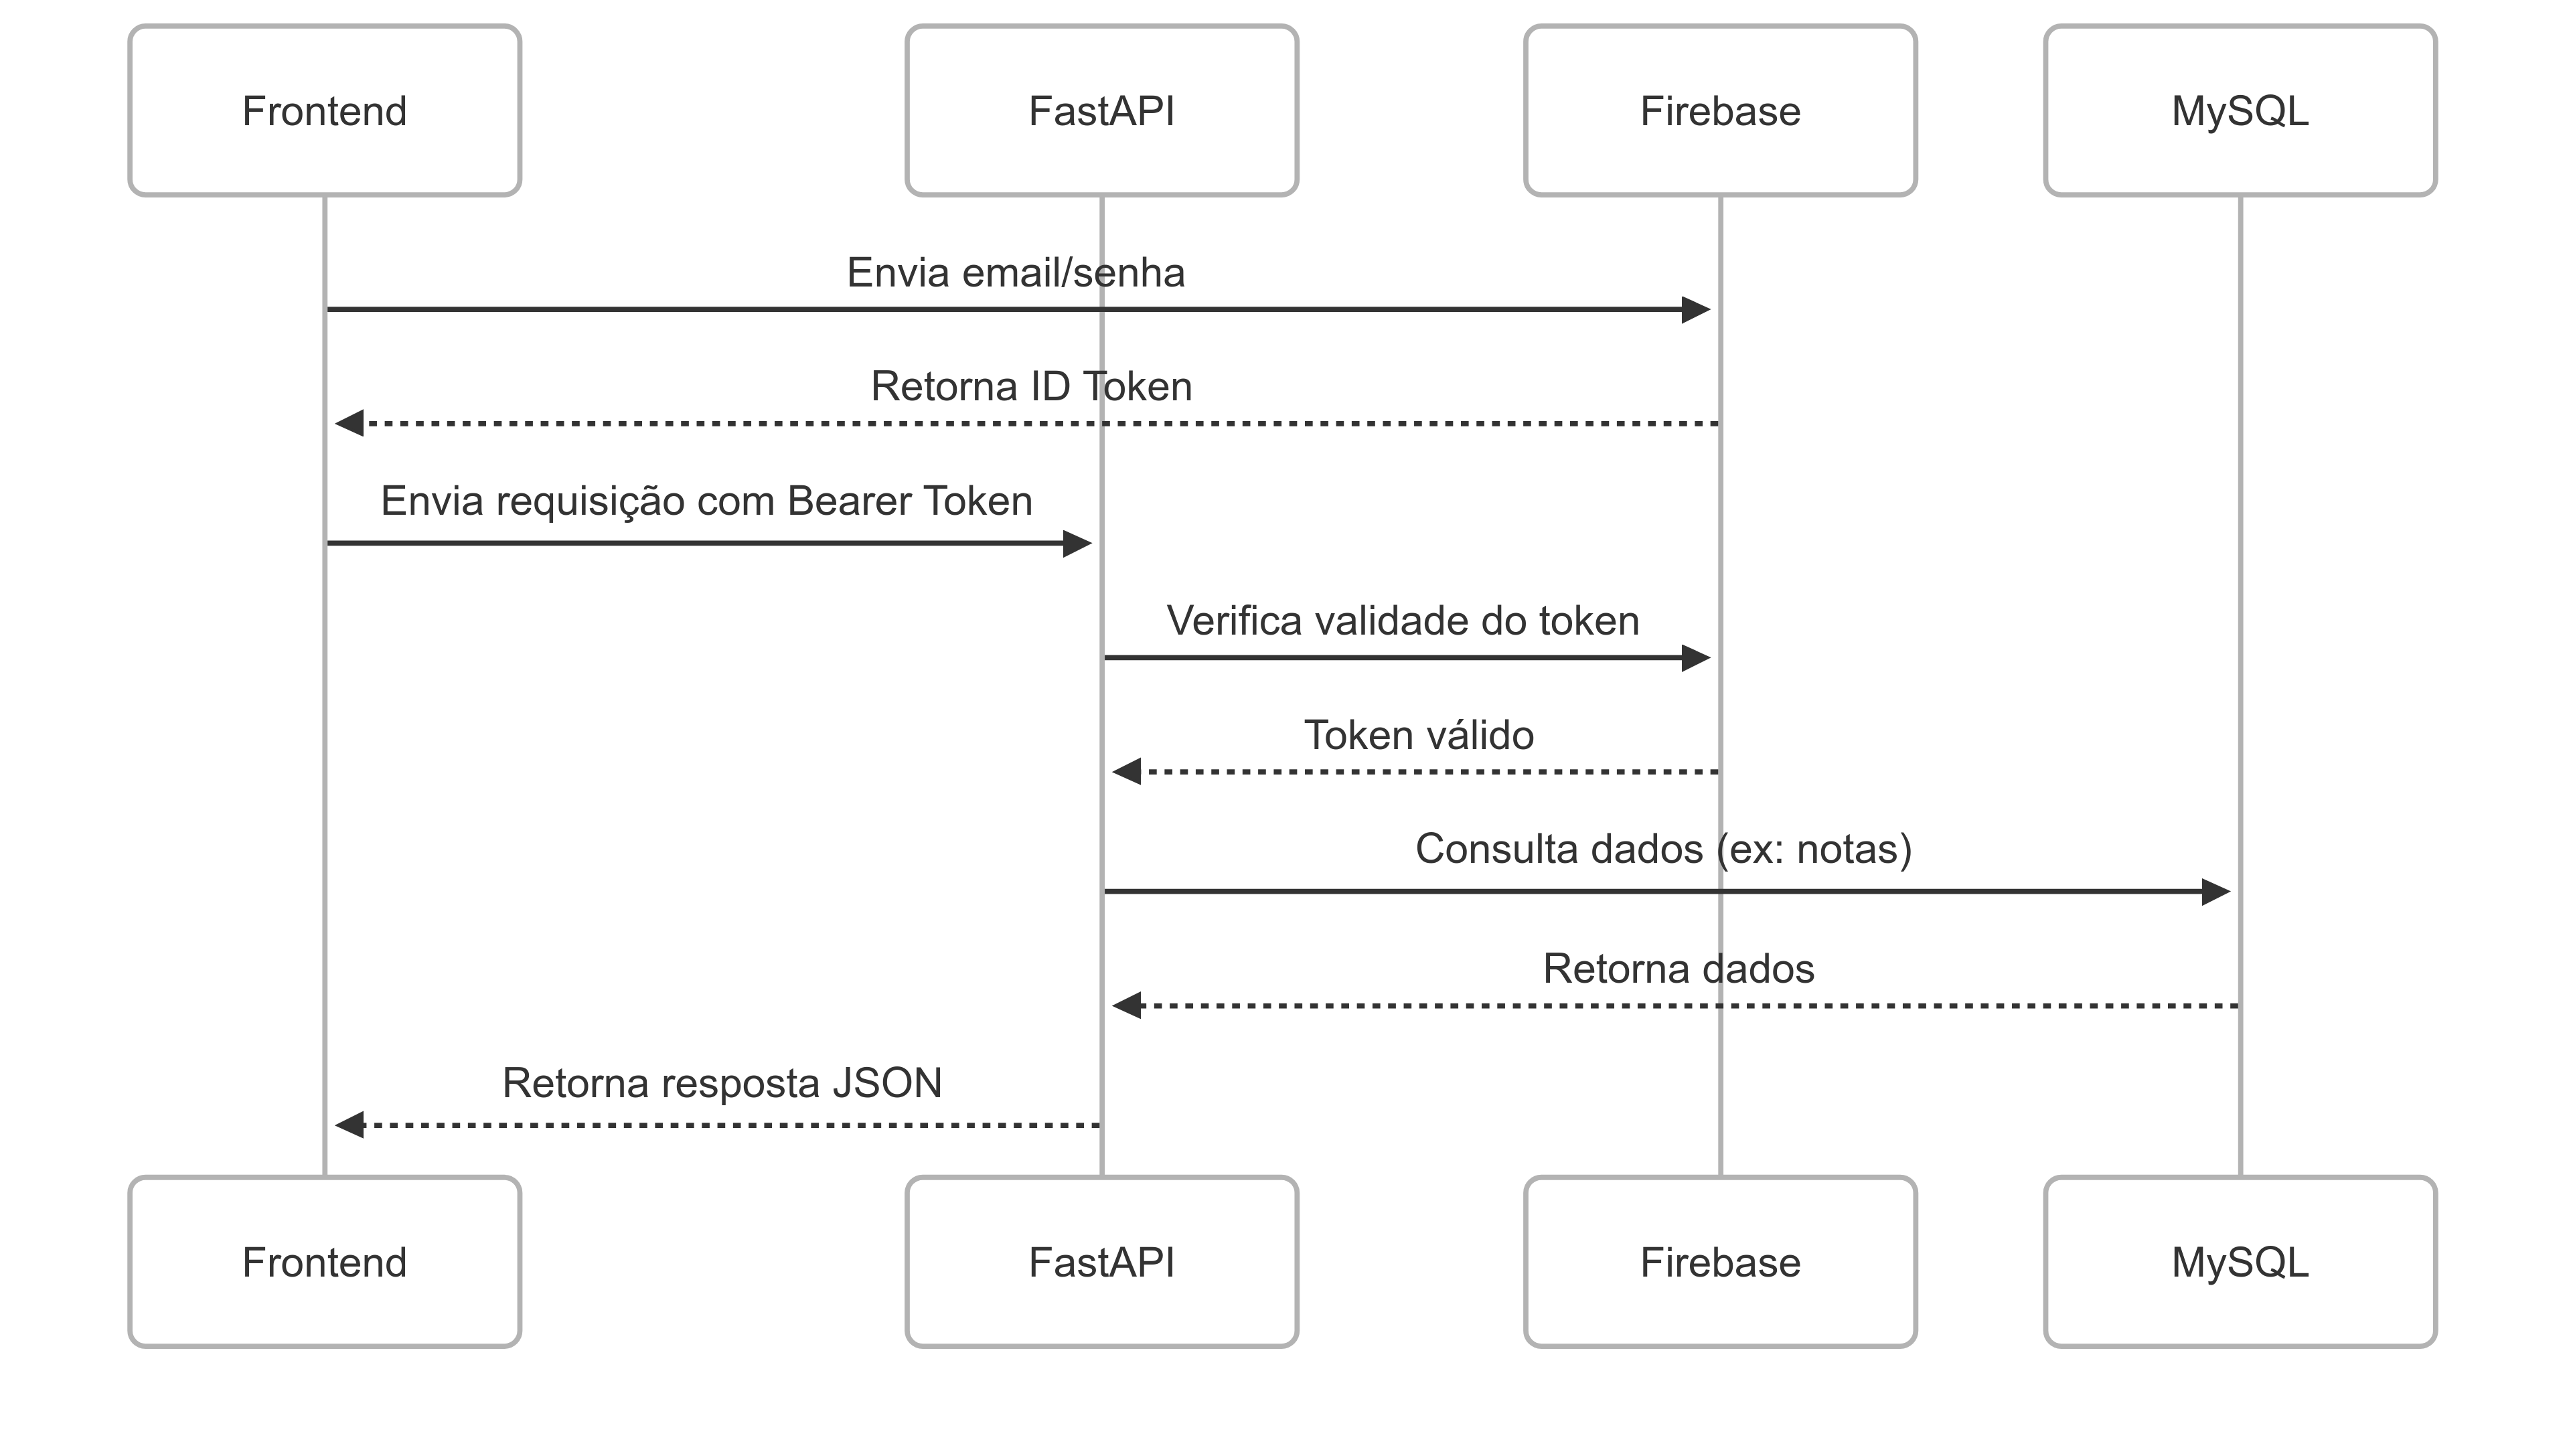 Frontend
FastAPI
Firebase
MySQL
Envia email/senha
Retorna ID Token
Envia requisição com Bearer Token
Verifica validade do token
Token válido
Consulta dados (ex: notas)
Retorna dados
Retorna resposta JSON
Frontend
FastAPI
Firebase
MySQL